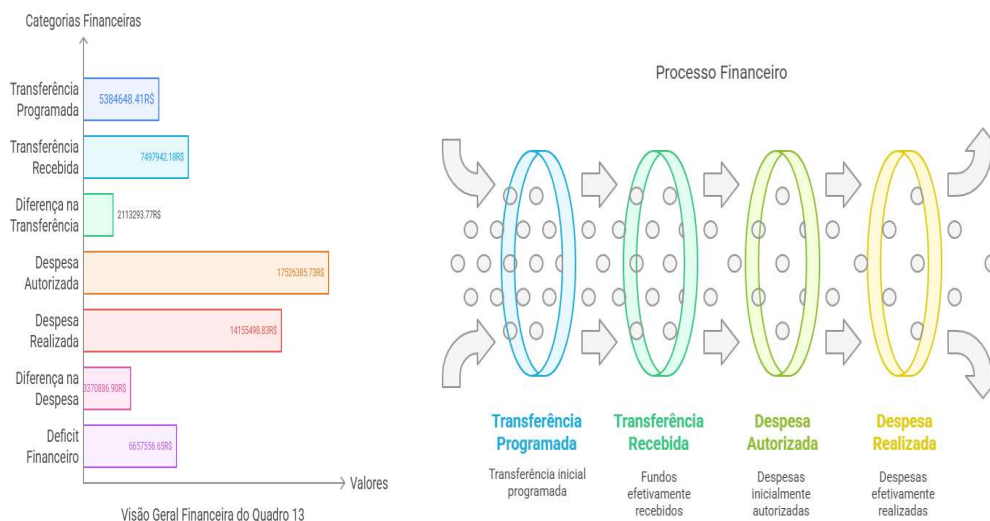 Categorias Financeiras
Transferência
Programada
5384648.41R$
Transferência
Recebida
7497942.18R$
Diferença na
Transferência
2113293.77R$
Despesa
Autorizada
17526385.73R$
Despesa
Realizada
14155498.83R$
Diferença na
Despesa
3370886.90R$
Deficit
Financeiro
6657556.65R$
Valores
Visão Geral Financeira do Quadro 13
Processo Financeiro
Transferência
Programada
Transferência inicial
programada
Transferência
Recebida
Fundos
efetivamente
recebidos
Despesa
Autorizada
Despesas
inicialmente
autorizadas
Despesa
Realizada
Despesas
efetivamente
realizadas